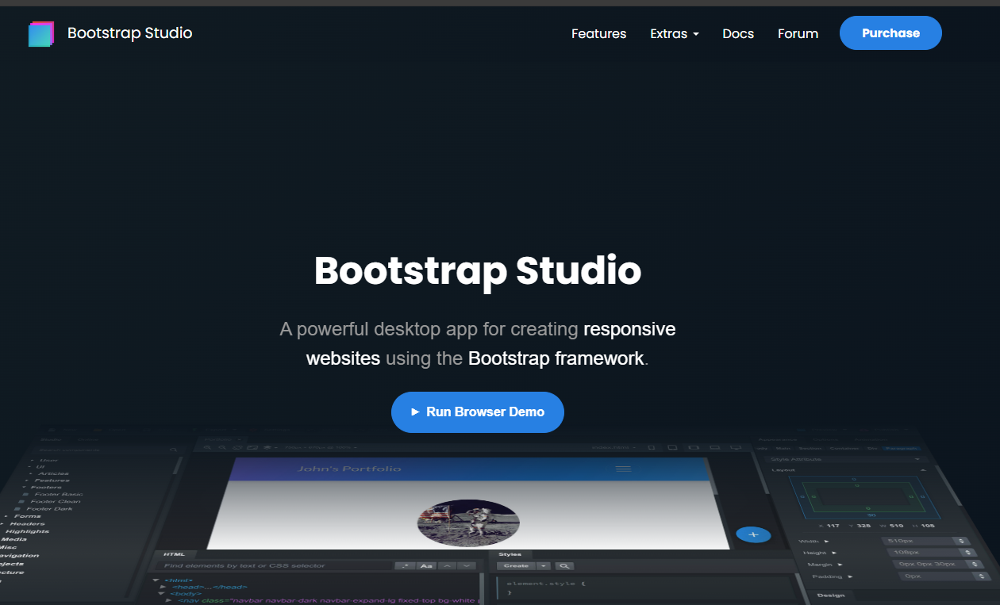 Bootstrap Studio
Features Extras Docs Forum Purchase
Bootstrap Studio
A powerful desktop app for creating responsive
websites using the Bootstrap framework.
Run Browser Demo
User
UI
Articles
Features
Footers
Footer Basic
Footer Clean
Footer Dark
Forms
Headers
Highlights
Media
John's Portfolio
Style Attribute
Layout
X 117 Y 328 W 510 H 108
Width 510px
Height 108px
Margin 0px 0px 30px
Padding 0px
Design
HTML
Find elements by text or CSS selector .* Aa
<html>
<head>...</head>
<body>
<nav class="navbar navbar-dark navbar-expand-lg fixed-top bg-white
Styles
Create
element.style {
}